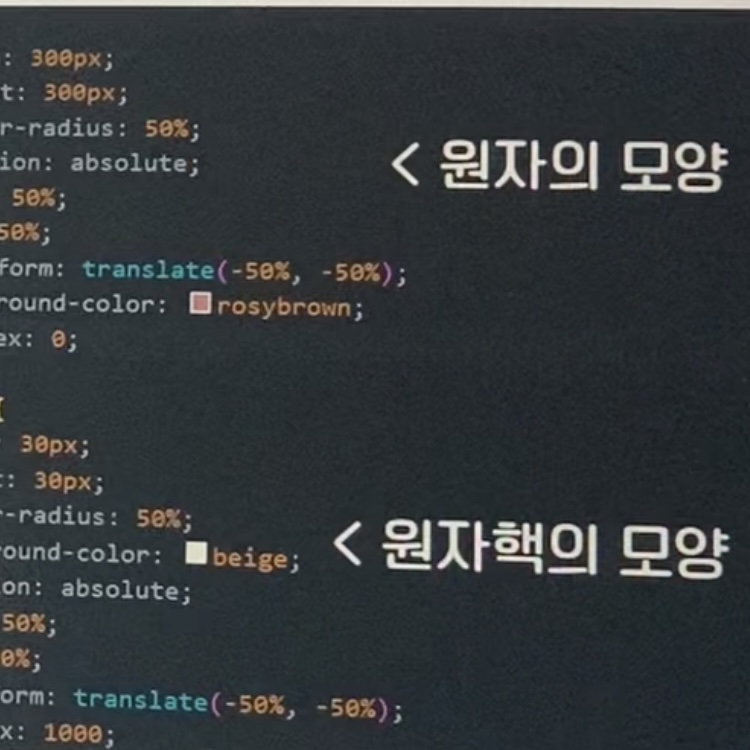 : 300px;
t: 300px;
r-radius: 50%;
ion: absolute;
50%;
50%;
form: translate(-50%, -50%);
round-color: rosybrown;
ex: 0;
< 원자의 모양
{
: 30px;
t: 30px;
r-radius: 50%;
round-color: beige;
ion: absolute;
50%;
0%;
form: translate(-50%, -50%);
x: 1000;
< 원자핵의 모양